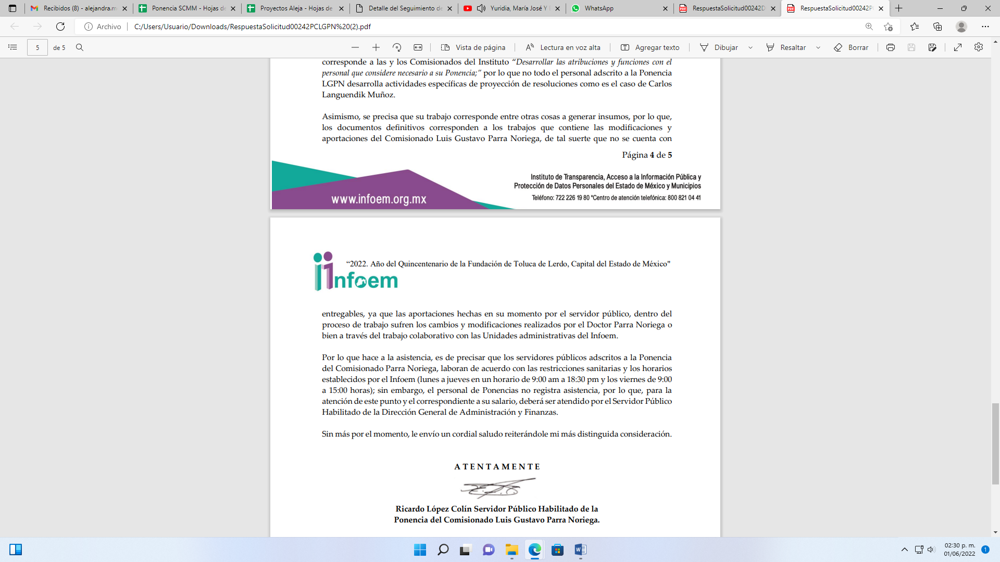 Recibidos (8) - alejandra.m
Ponencia SCMM - Hojas de
Proyectos Aleja - Hojas de
Detalle del Seguimiento de
Yuridia, María José Y
WhatsApp
RespuestaSolicitud00242D
RespuestaSolicitud00242P
Archivo
C:/Users/Usuario/Downloads/RespuestaSolicitud00242PCLGPN%20(2).pdf
5 de 5
Vista de página
Lectura en voz alta
Agregar texto
Dibujar
Resaltar
Borrar
corresponde a las y los Comisionados del Instituto “Desarrollar las atribuciones y funciones con el
personal que considere necesario a su Ponencia;” por lo que no todo el personal adscrito a la Ponencia
LGPN desarrolla actividades específicas de proyección de resoluciones como es el caso de Carlos
Languendik Muñoz.
Asimismo, se precisa que su trabajo corresponde entre otras cosas a generar insumos, por lo que,
los documentos definitivos corresponden a los trabajos que contiene las modificaciones y
aportaciones del Comisionado Luis Gustavo Parra Noriega, de tal suerte que no se cuenta con
Página 4 de 5
Instituto de Transparencia, Acceso a la Información Pública y
Protección de Datos Personales del Estado de México y Municipios
Teléfono: 722 226 19 80 *Centro de atención telefónica: 800 821 04 41
www.infoem.org.mx
“2022. Año del Quincentenario de la Fundación de Toluca de Lerdo, Capital del Estado de México"
infoem
entregables, ya que las aportaciones hechas en su momento por el servidor público, dentro del
proceso de trabajo sufren los cambios y modificaciones realizados por el Doctor Parra Noriega o
bien a través del trabajo colaborativo con las Unidades administrativas del Infoem.
Por lo que hace a la asistencia, es de precisar que los servidores públicos adscritos a la Ponencia
del Comisionado Parra Noriega, laboran de acuerdo con las restricciones sanitarias y los horarios
establecidos por el Infoem (lunes a jueves en un horario de 9:00 am a 18:30 pm y los viernes de 9:00
a 15:00 horas); sin embargo, el personal de Ponencias no registra asistencia, por lo que, para la
atención de este punto y el correspondiente a su salario, deberá ser atendido por el Servidor Público
Habilitado de la Dirección General de Administración y Finanzas.
Sin más por el momento, le envío un cordial saludo reiterándole mi más distinguida consideración.
A T E N T A M E N T E
Ricardo López Colín Servidor Público Habilitado de la
Ponencia del Comisionado Luis Gustavo Parra Noriega.
02:30 p. m.
01/06/2022
1